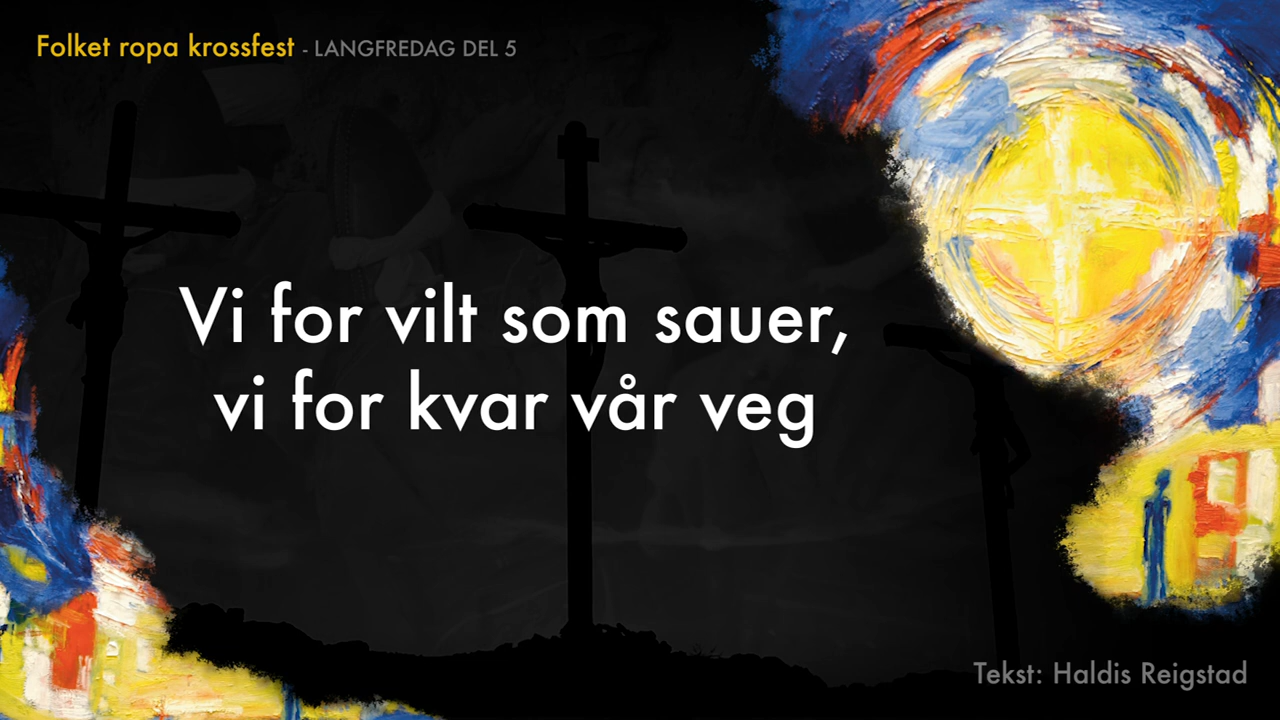 Folket ropa krossfest - LANGFREDAG DEL 5
Vi for vilt som sauer,
vi for kvar vår veg
Tekst: Haldis Reigstad